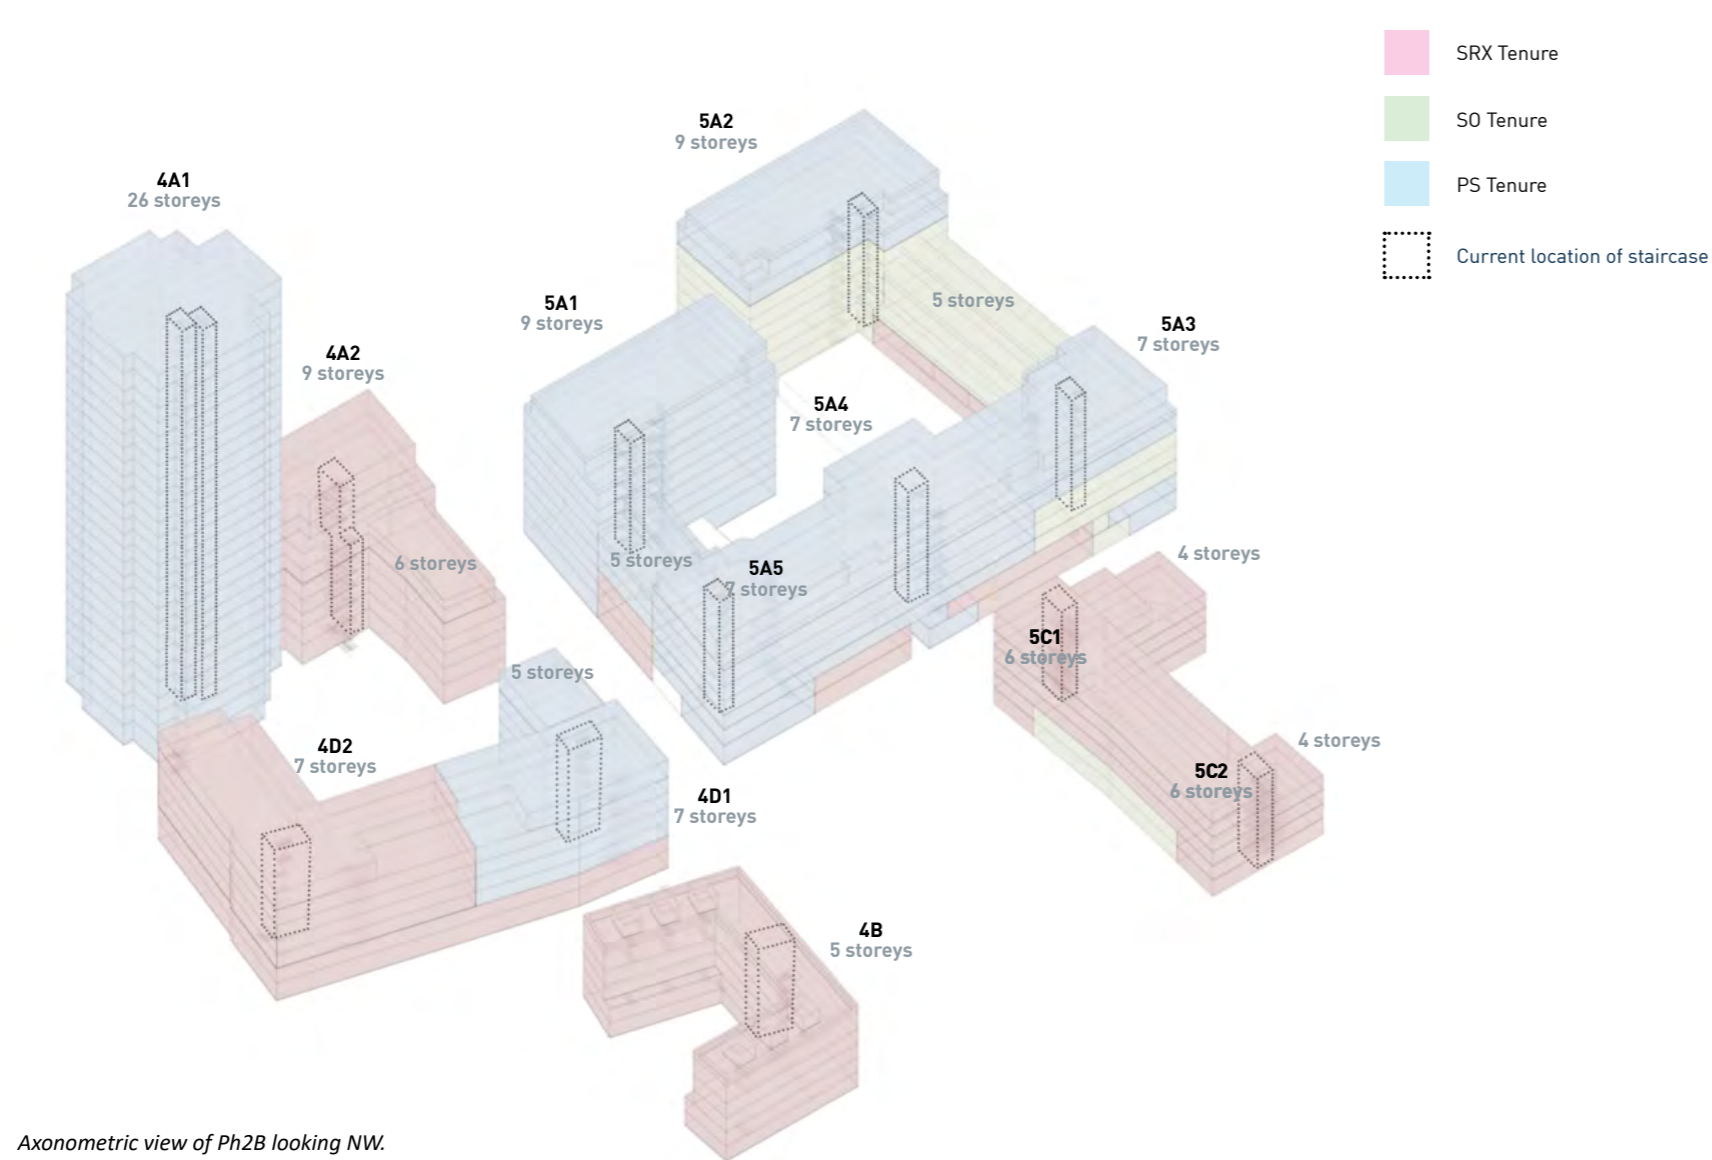 SRX Tenure
SO Tenure
PS Tenure
Current location of staircase
5A2
9 storeys
4A1
26 storeys
5 storeys
5A1
9 storeys
5A3
7 storeys
4A2
9 storeys
5A4
7 storeys
6 storeys
5 storeys
5A5
7 storeys
4 storeys
5C1
6 storeys
5 storeys
4D2
7 storeys
4 storeys
5C2
6 storeys
4D1
7 storeys
4B
5 storeys
Axonometric view of Ph2B looking NW.